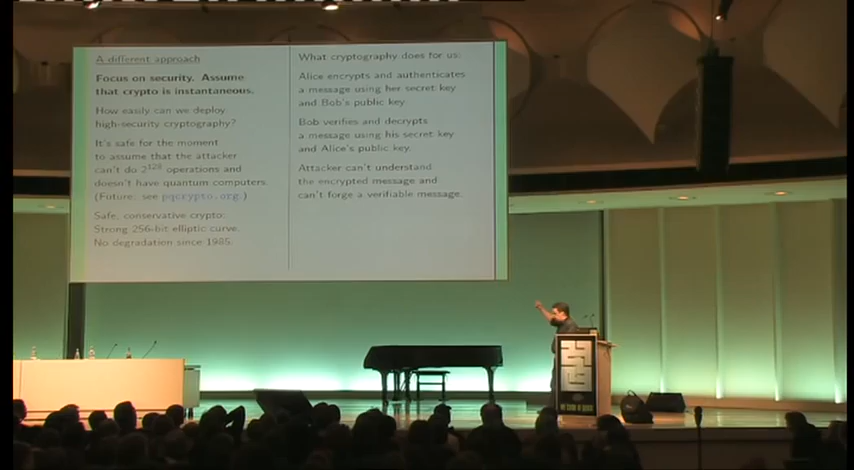 A different approach
Focus on security. Assume
that crypto is instantaneous.
How easily can we deploy
high-security cryptography?
It's safe for the moment
to assume that the attacker
can't do 2^128 operations and
doesn't have quantum computers.
(Future: see pqcrypto.org.)
Safe, conservative crypto:
Strong 256-bit elliptic curve.
No degradation since 1985.
What cryptography does for us:
Alice encrypts and authenticates
a message using her secret key
and Bob's public key.
Bob verifies and decrypts
a message using his secret key
and Alice's public key.
Attacker can't understand
the encrypted message and
can't forge a verifiable message.